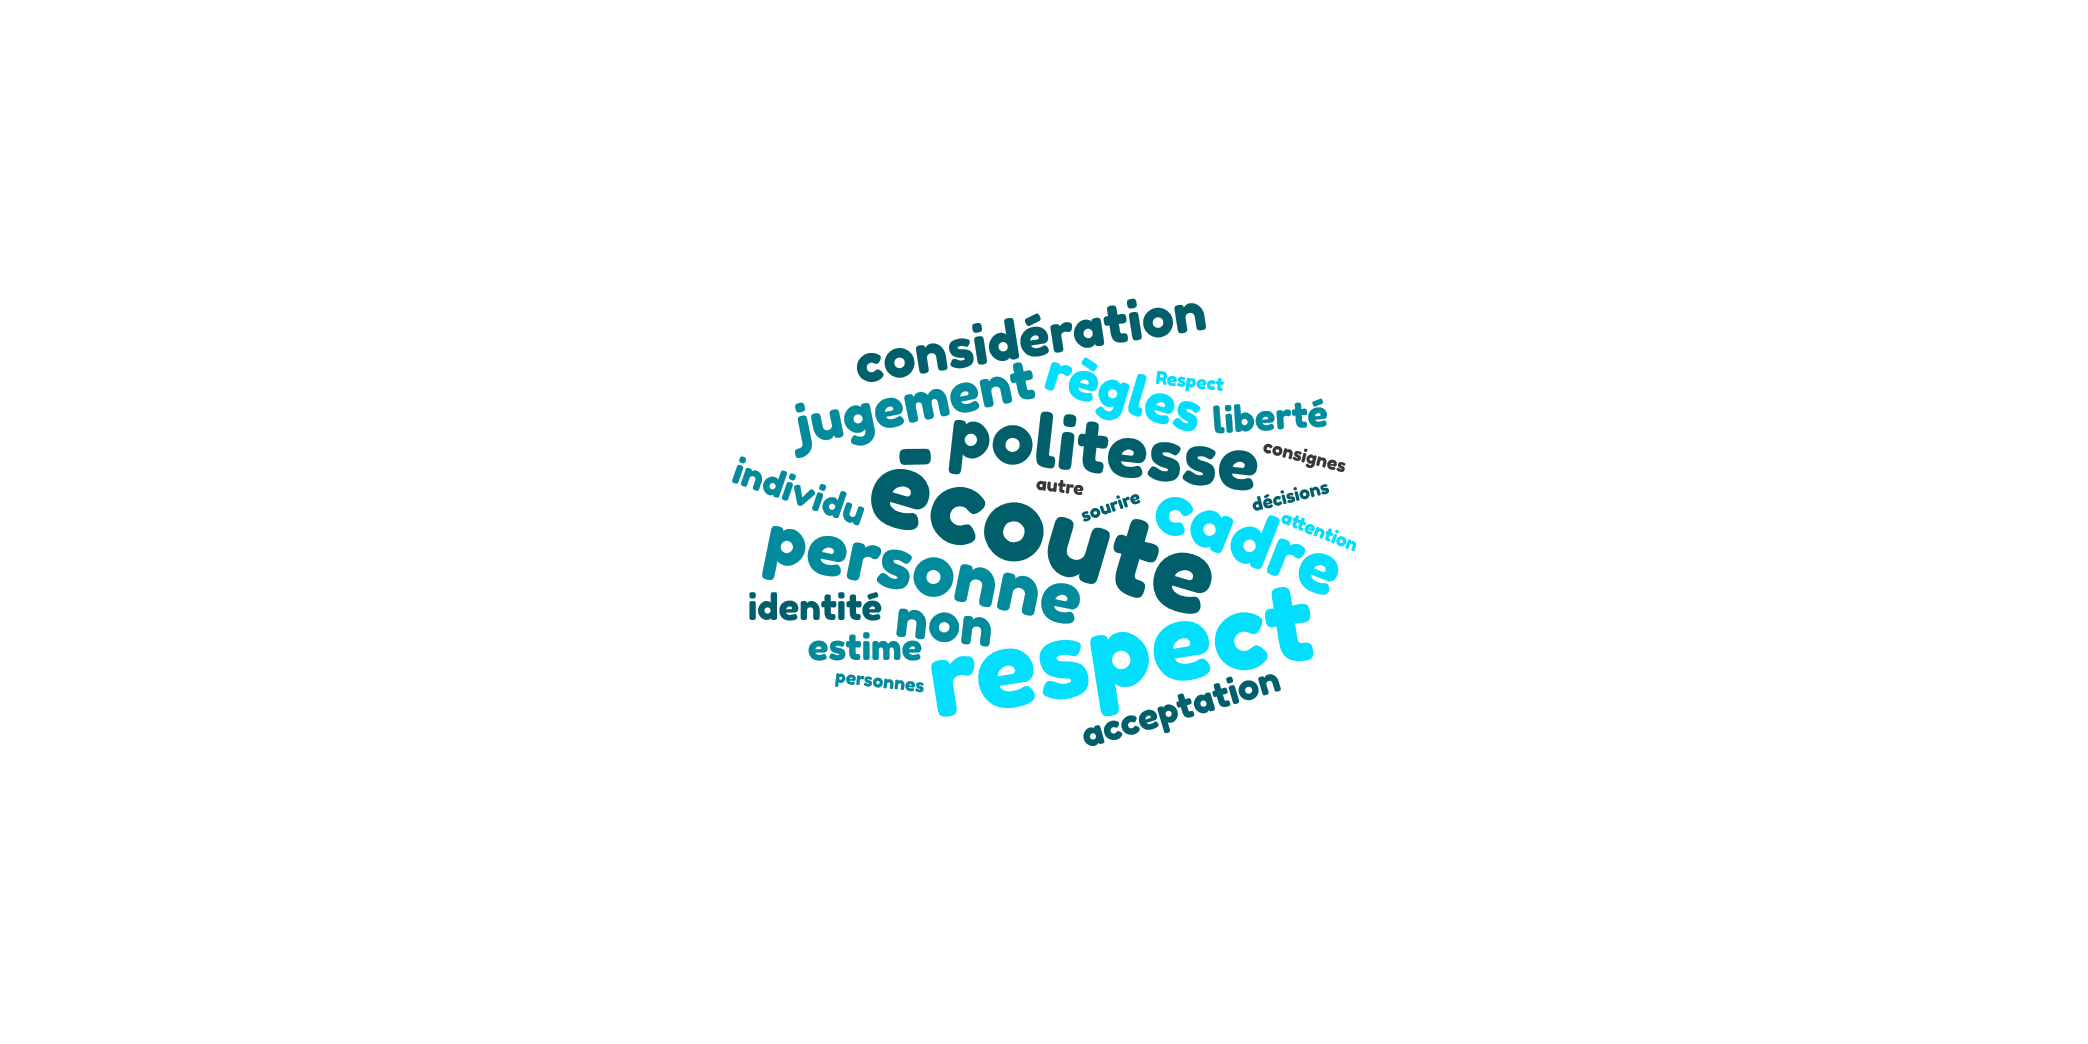 considération
jugement
règles
Respect
liberté
politesse
consignes
individu
écoute
autre
sourire
décisions
cadre
attention
personne
identité
non
estime
respect
personnes
acceptation